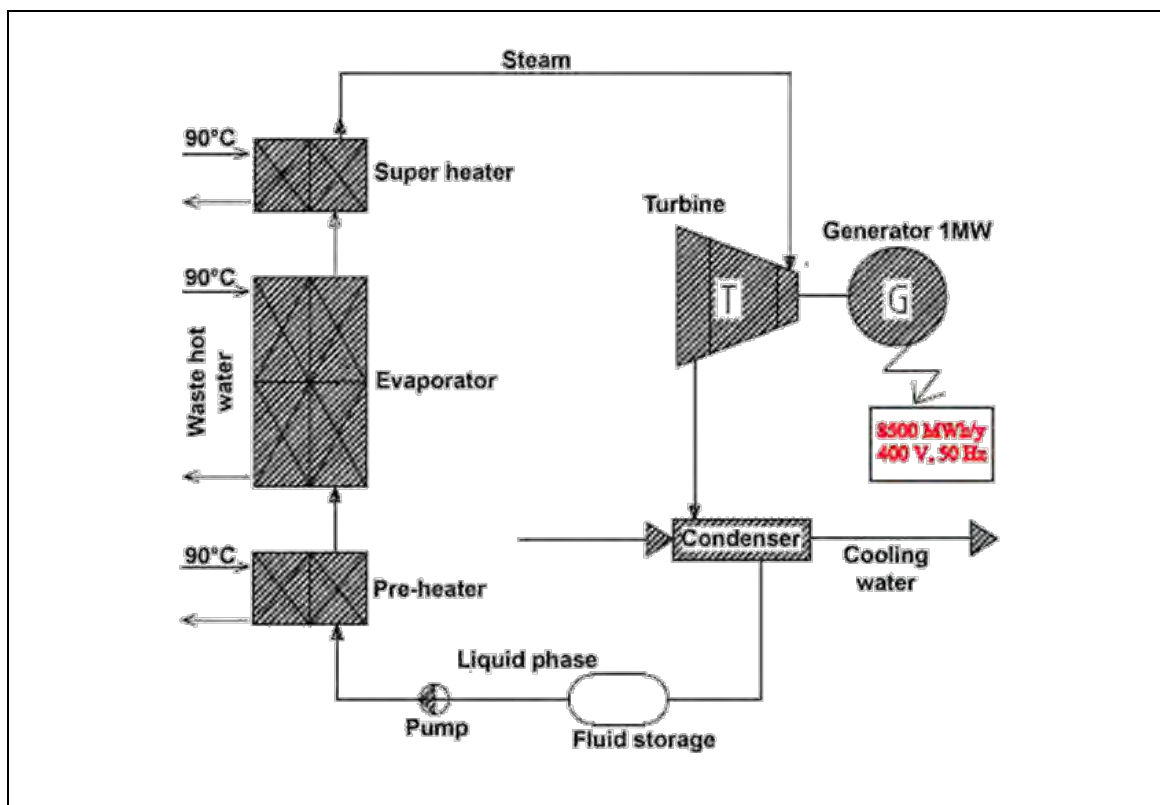 Steam
90°C
Super heater
Turbine
Generator 1MW
90°C
T
G
Waste hot
water
Evaporator
8500 MWh/y
400 V, 50 Hz
Condenser
Cooling
water
90°C
Pre-heater
Liquid phase
Pump
Fluid storage